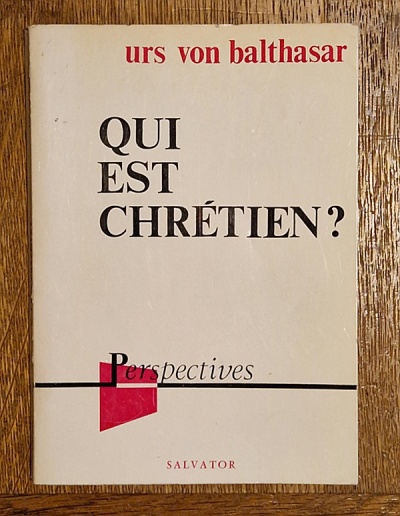 urs von balthasar
QUI
EST
CHRÉTIEN ?
Perspectives
SALVATOR